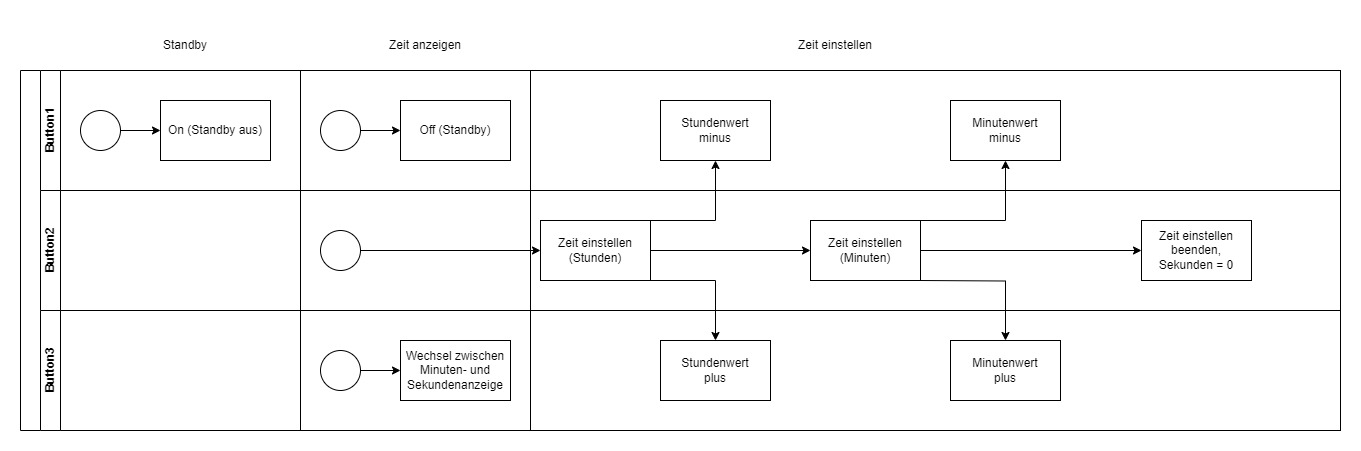 Standby
Zeit anzeigen
Zeit einstellen
Button1
On (Standby aus)
Off (Standby)
Stundenwert
minus
Minutenwert
minus
Button2
Zeit einstellen
(Stunden)
Zeit einstellen
(Minuten)
Zeit einstellen
beenden,
Sekunden = 0
Button3
Wechsel zwischen
Minuten- und
Sekundenanzeige
Stundenwert
plus
Minutenwert
plus